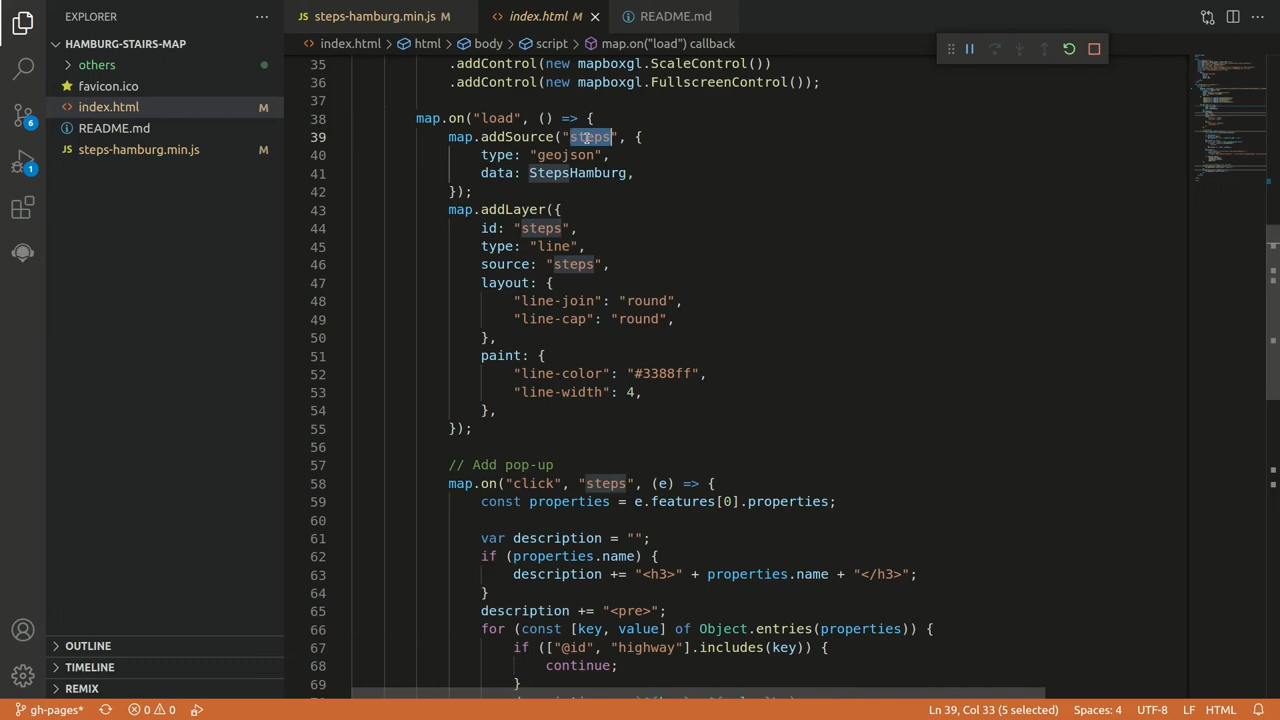 EXPLORER
HAMBURG-STAIRS-MAP
others
favicon.ico
index.html M
README.md
steps-hamburg.min.js M
OUTLINE
TIMELINE
REMIX
6
1
JS steps-hamburg.min.js M
<> index.html M
README.md
index.html > html > body > script > map.on("load") callback
35 .addControl(new mapboxgl.ScaleControl())
36 .addControl(new mapboxgl.FullscreenControl());
37
38 map.on("load", () => {
39 map.addSource("steps", {
40 type: "geojson",
41 data: StepsHamburg,
42 });
43 map.addLayer({
44 id: "steps",
45 type: "line",
46 source: "steps",
47 layout: {
48 "line-join": "round",
49 "line-cap": "round",
50 },
51 paint: {
52 "line-color": "#3388ff",
53 "line-width": 4,
54 },
55 });
56
57 // Add pop-up
58 map.on("click", "steps", (e) => {
59 const properties = e.features[0].properties;
60
61 var description = "";
62 if (properties.name) {
63 description += "<h3>" + properties.name + "</h3>";
64 }
65 description += "<pre>";
66 for (const [key, value] of Object.entries(properties)) {
67 if (["@id", "highway"].includes(key)) {
68 continue;
69 }
gh-pages* 0 0 Ln 39, Col 33 (5 selected) Spaces: 4 UTF-8 LF HTML